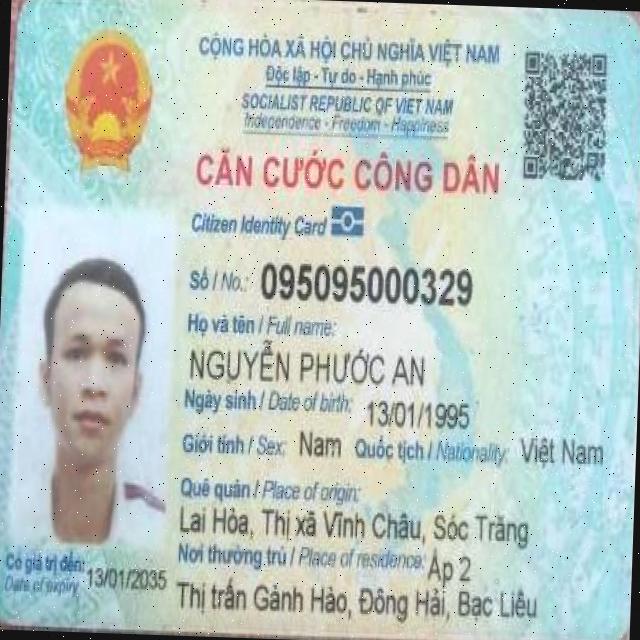 CỘNG HÒA XÃ HỘI CHỦ NGHĨA VIỆT NAM
Độc lập - Tự do - Hạnh phúc
SOCIALIST REPUBLIC OF VIET NAM
Independence - Freedom - Happiness
CĂN CƯỚC CÔNG DÂN
Citizen Identity Card
Số / No.: 095095000329
Họ và tên / Full name:
NGUYỄN PHƯỚC AN
Ngày sinh / Date of birth: 13/01/1995
Giới tính / Sex: Nam Quốc tịch / Nationality: Việt Nam
Quê quán / Place of origin:
Lai Hòa, Thị xã Vĩnh Châu, Sóc Trăng
Nơi thường trú / Place of residence: Ấp 2
Thị trấn Gành Hào, Đông Hải, Bạc Liêu
Có giá trị đến: 13/01/2035
Date of expiry